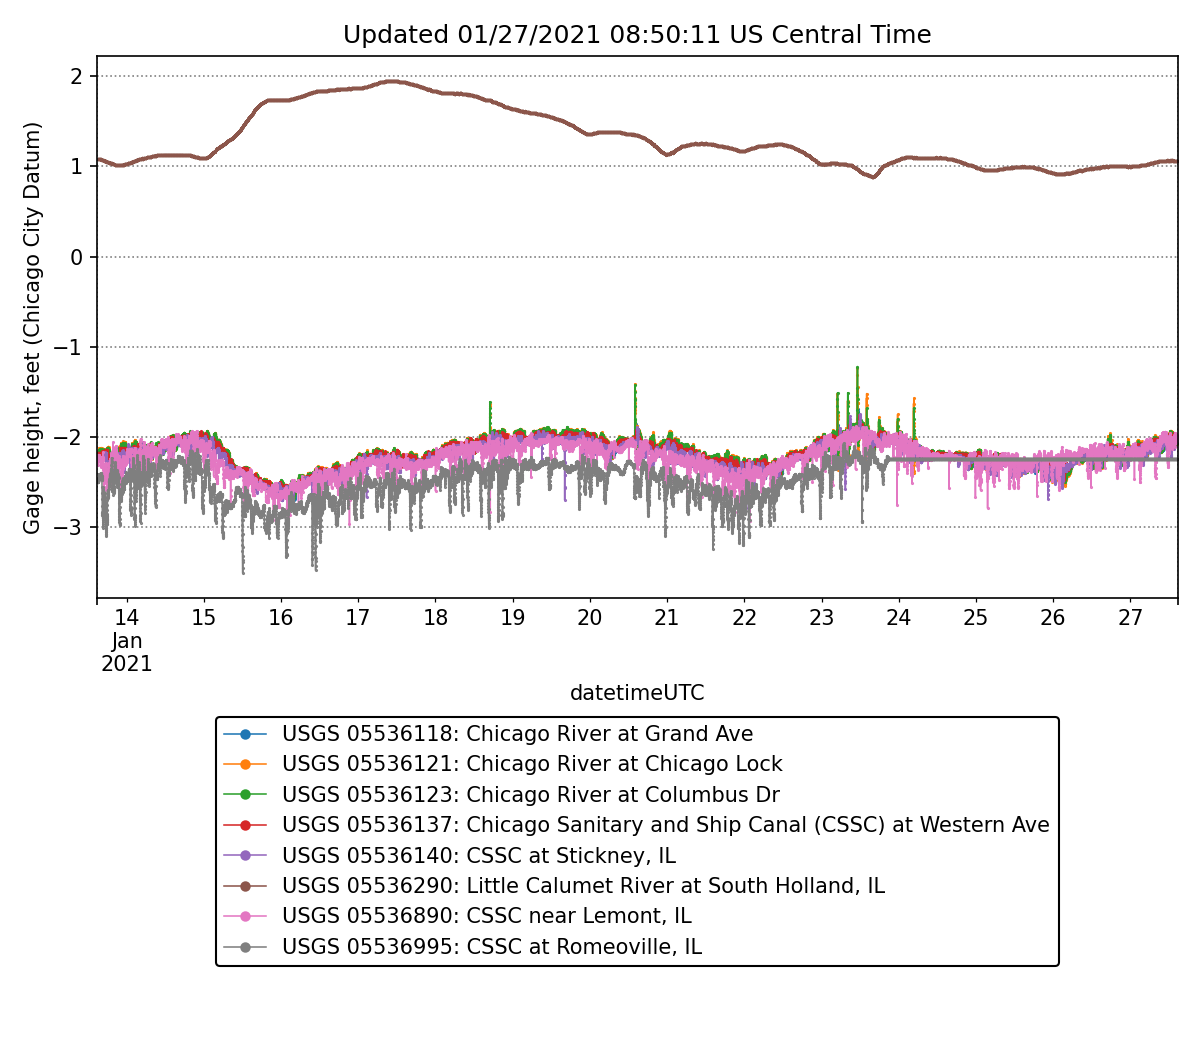 Updated 01/27/2021 08:50:11 US Central Time
Gage height, feet (Chicago City Datum)
2
1
0
−1
−2
−3
14 15 16 17 18 19 20 21 22 23 24 25 26 27
Jan
2021
datetimeUTC
USGS 05536118: Chicago River at Grand Ave
USGS 05536121: Chicago River at Chicago Lock
USGS 05536123: Chicago River at Columbus Dr
USGS 05536137: Chicago Sanitary and Ship Canal (CSSC) at Western Ave
USGS 05536140: CSSC at Stickney, IL
USGS 05536290: Little Calumet River at South Holland, IL
USGS 05536890: CSSC near Lemont, IL
USGS 05536995: CSSC at Romeoville, IL